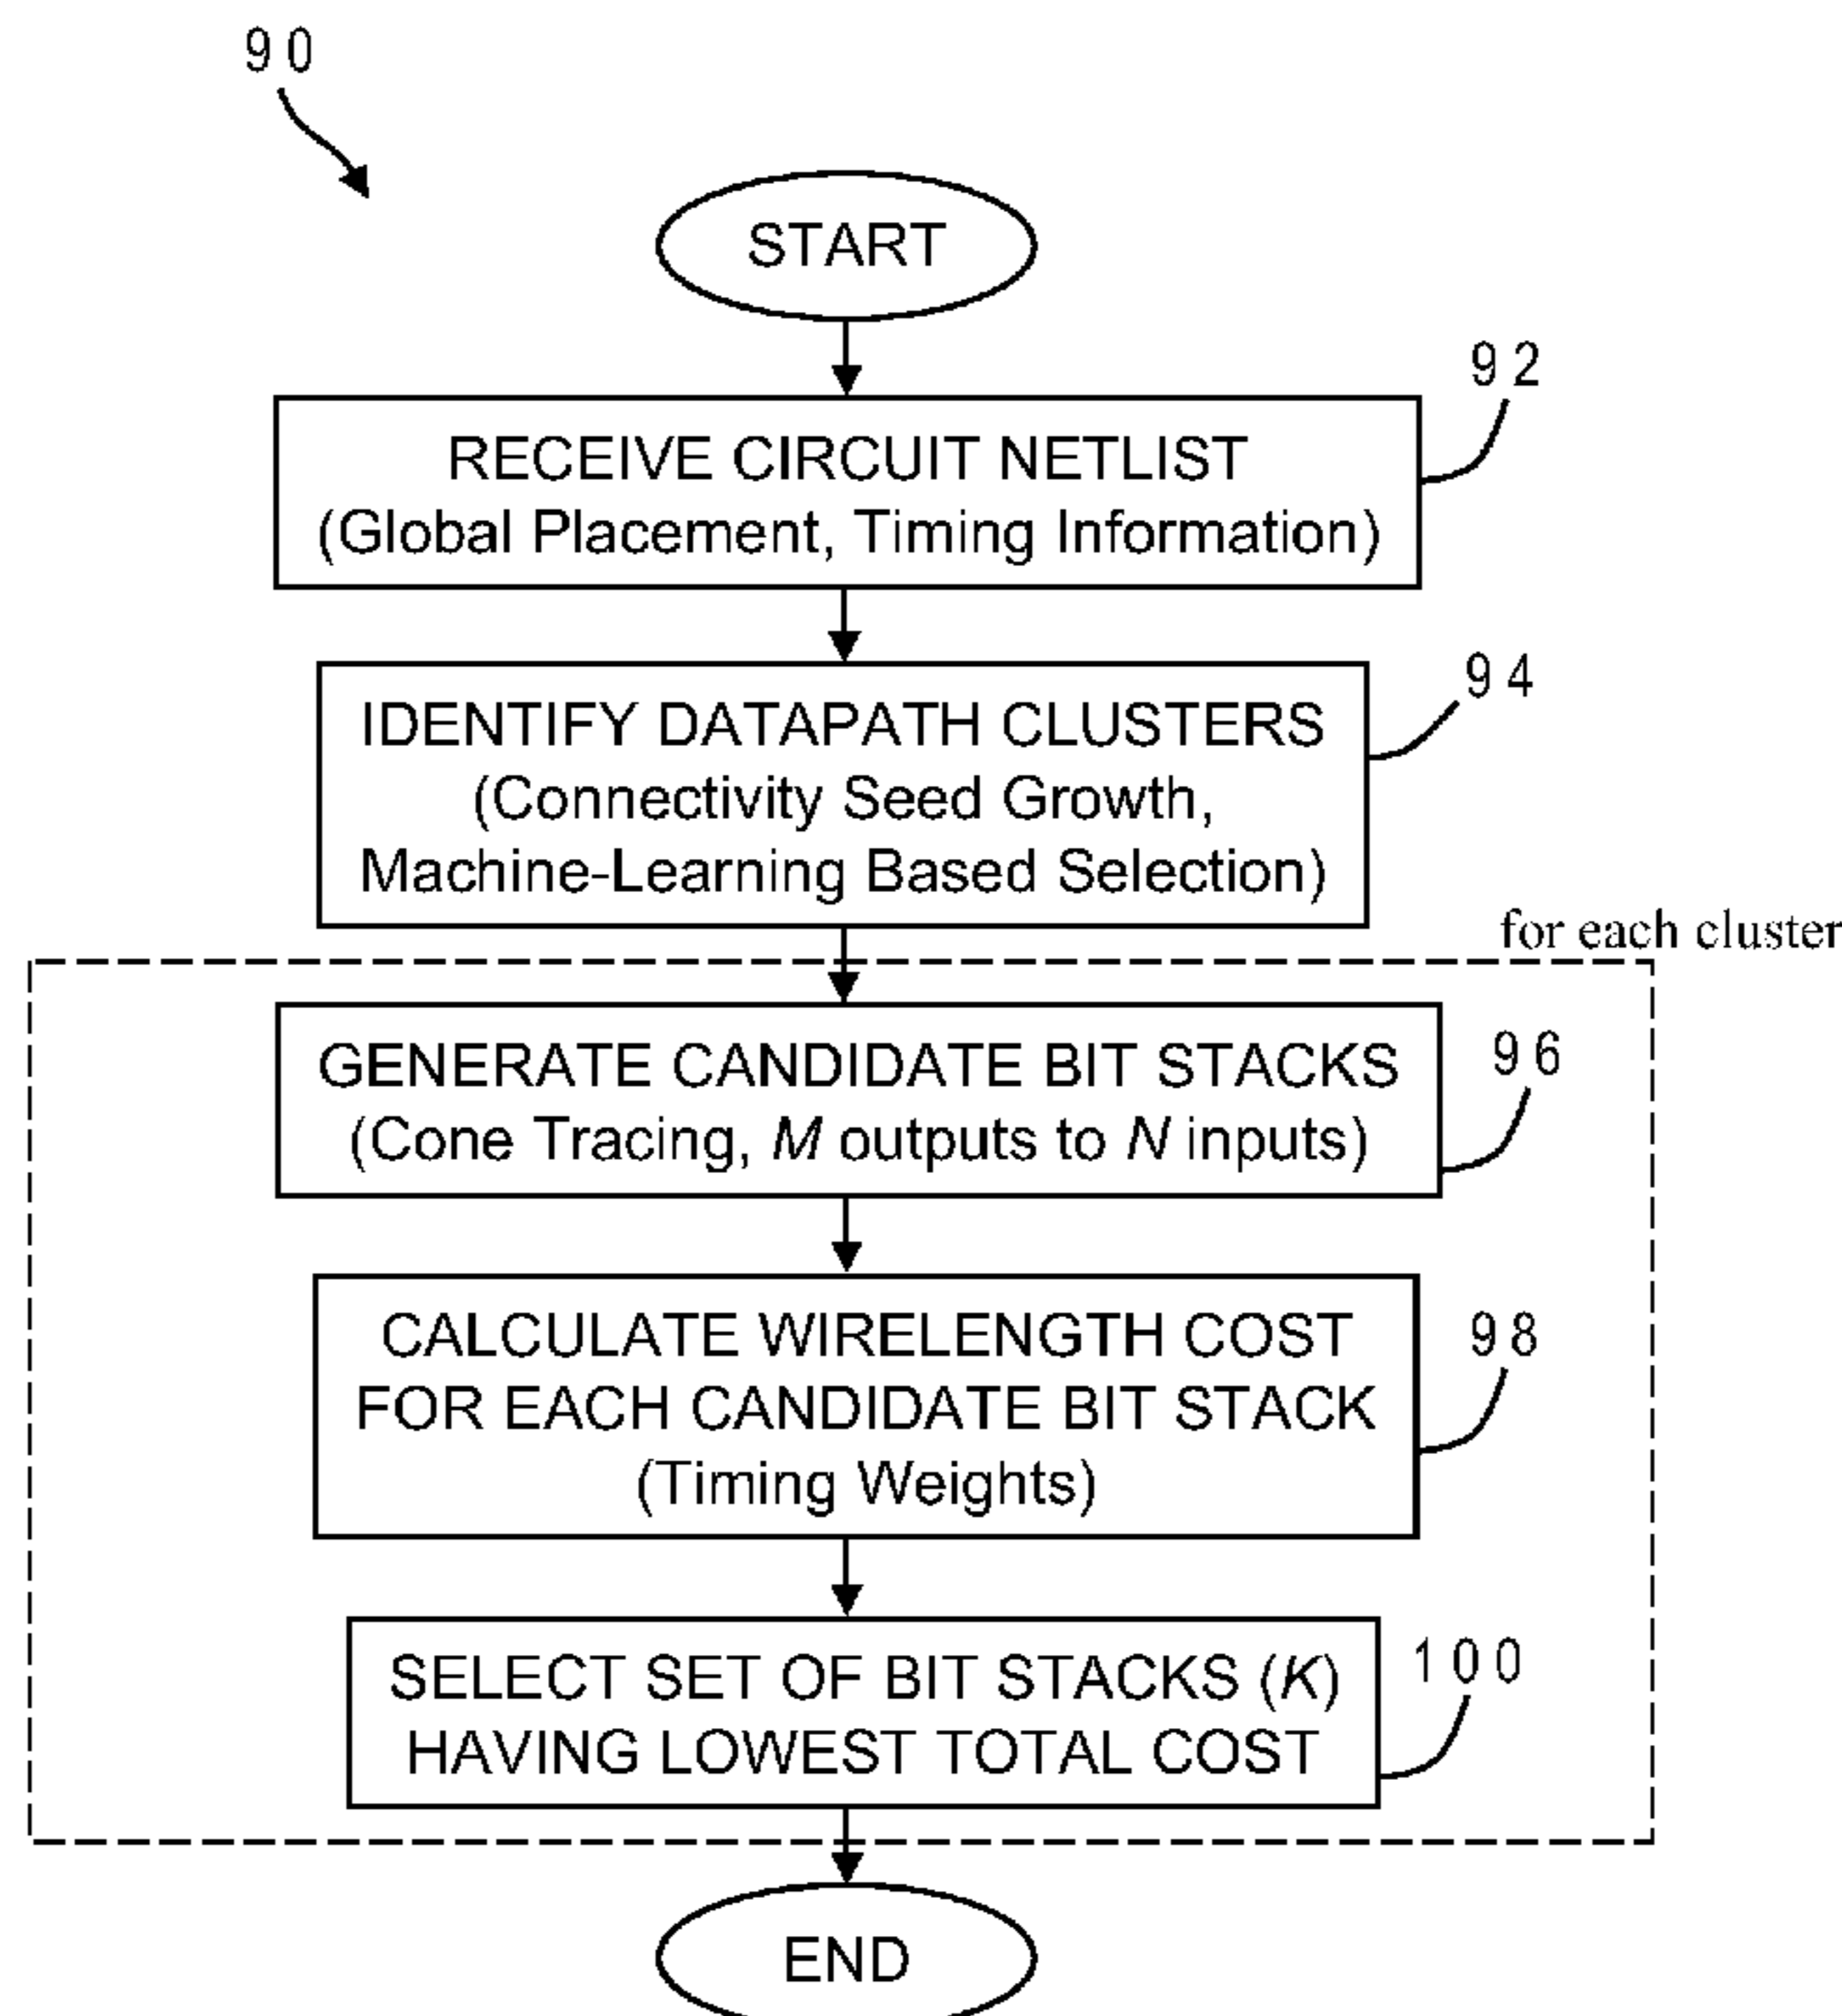 90
START
92
RECEIVE CIRCUIT NETLIST
(Global Placement, Timing Information)
94
IDENTIFY DATAPATH CLUSTERS
(Connectivity Seed Growth,
Machine-Learning Based Selection)
for each cluster
96
GENERATE CANDIDATE BIT STACKS
(Cone Tracing, M outputs to N inputs)
98
CALCULATE WIRELENGTH COST
FOR EACH CANDIDATE BIT STACK
(Timing Weights)
100
SELECT SET OF BIT STACKS (K)
HAVING LOWEST TOTAL COST
END